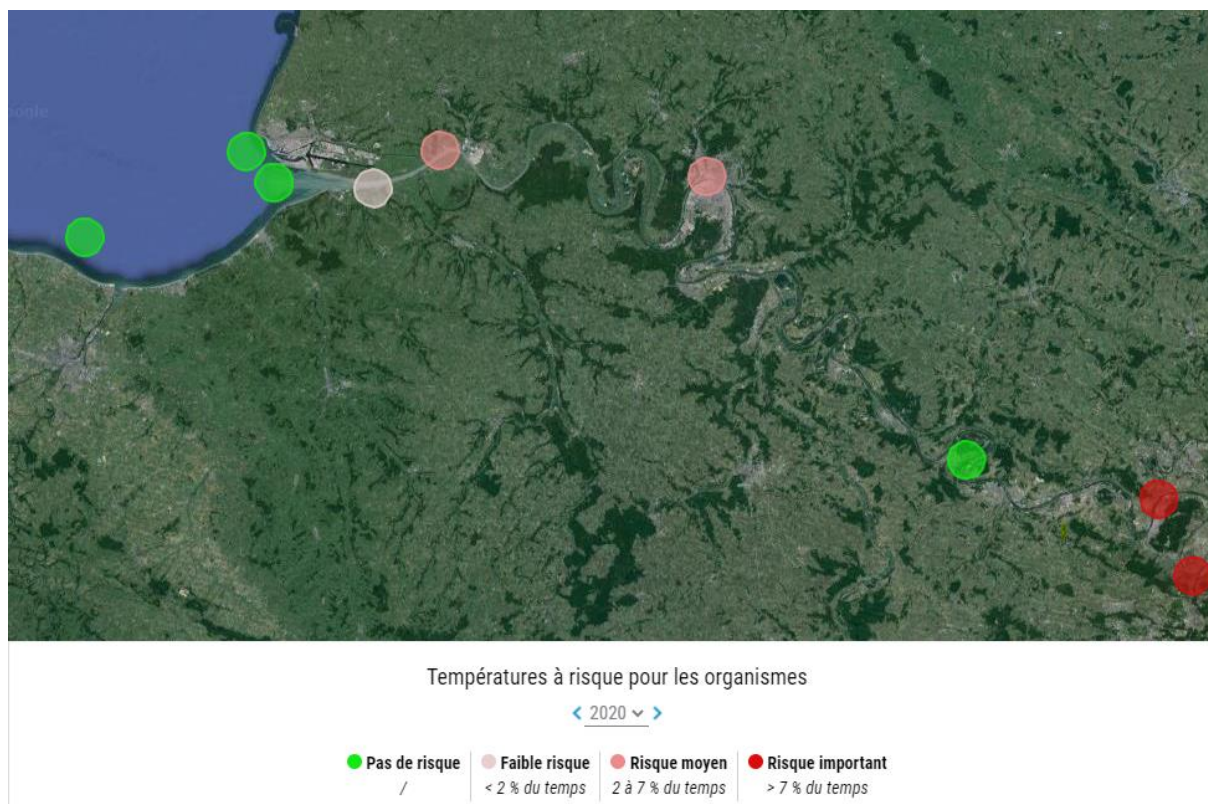 Températures à risque pour les organismes
2020
Pas de risque
/
Faible risque
< 2 % du temps
Risque moyen
2 à 7 % du temps
Risque important
> 7 % du temps